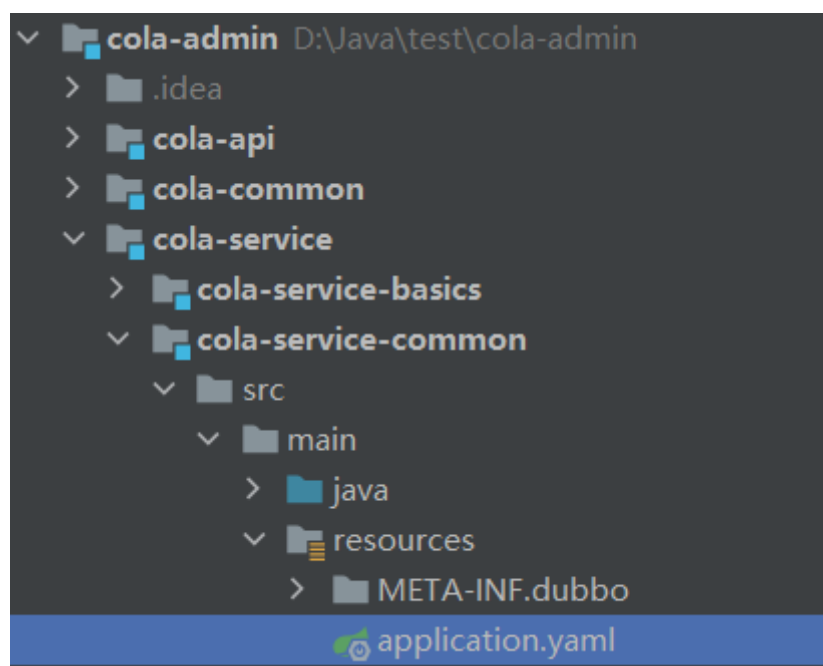 cola-admin D:\Java\test\cola-admin
.idea
cola-api
cola-common
cola-service
cola-service-basics
cola-service-common
src
main
java
resources
META-INF.dubbo
application.yaml